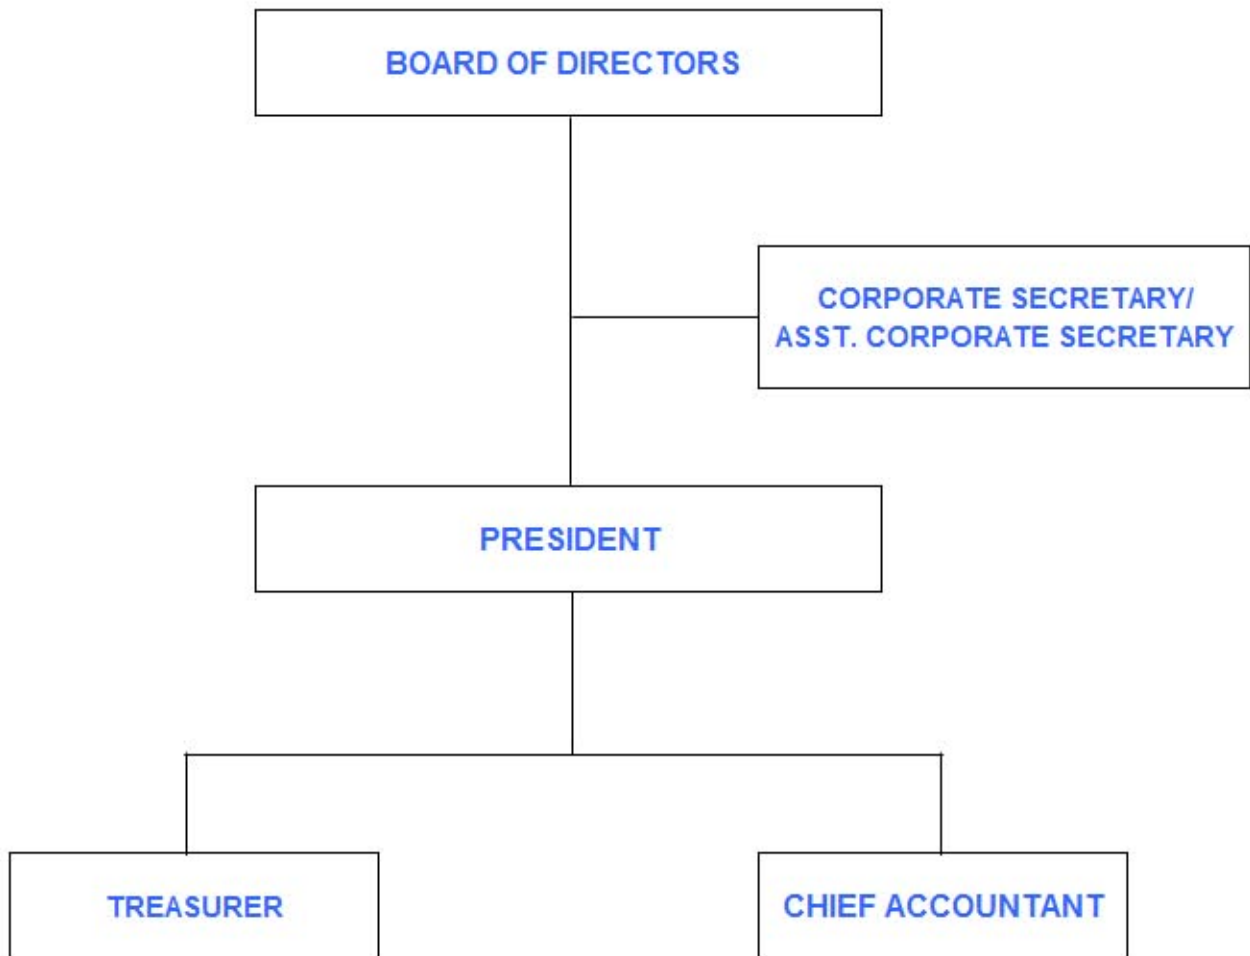 BOARD OF DIRECTORS
CORPORATE SECRETARY/
ASST. CORPORATE SECRETARY
PRESIDENT
TREASURER
CHIEF ACCOUNTANT